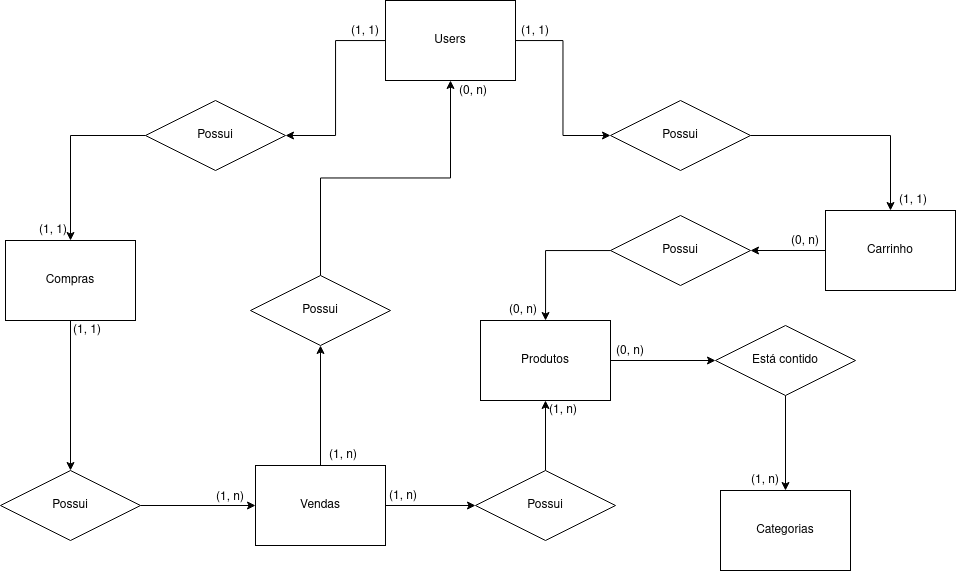 (1, 1)
Users
(1, 1)
(0, n)
Possui
Possui
(1, 1)
(1, 1)
Possui
(0, n)
Carrinho
Compras
(0, n)
Possui
(1, 1)
Produtos
(0, n)
Está contido
(1, n)
(1, n)
(1, n)
Possui
(1, n)
Vendas
(1, n)
Possui
Categorias